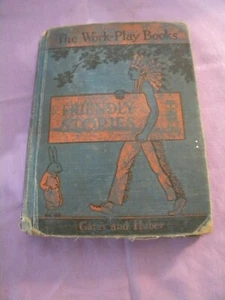 The Work-Play Books
FRIENDLY
STORIES
Gates and Huber